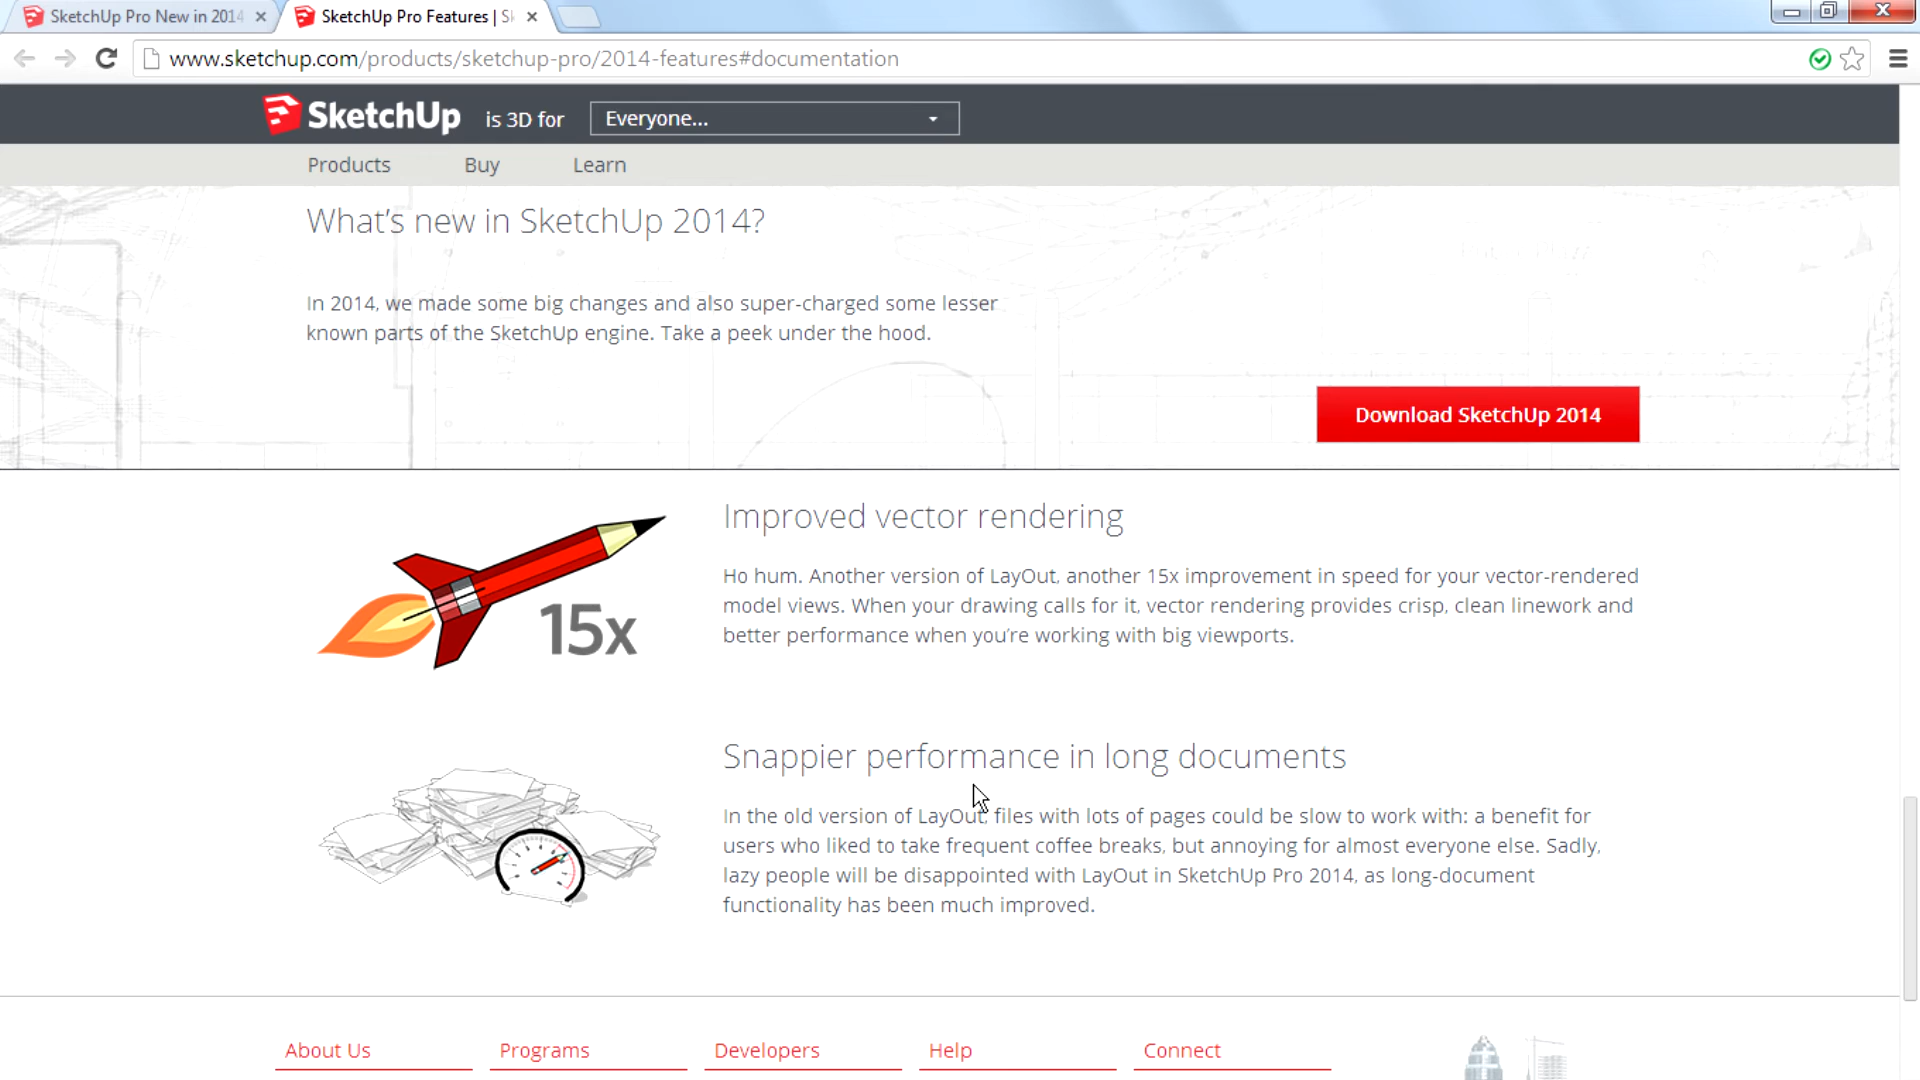 SketchUp Pro New in 2014
SketchUp Pro Features | Sk
www.sketchup.com/products/sketchup-pro/2014-features#documentation
SketchUp is 3D for Everyone...
Products Buy Learn
What's new in SketchUp 2014?
In 2014, we made some big changes and also super-charged some lesser
known parts of the SketchUp engine. Take a peek under the hood.
Download SketchUp 2014
15x
Improved vector rendering
Ho hum. Another version of LayOut, another 15x improvement in speed for your vector-rendered
model views. When your drawing calls for it, vector rendering provides crisp, clean linework and
better performance when you're working with big viewports.
Snappier performance in long documents
In the old version of LayOut, files with lots of pages could be slow to work with: a benefit for
users who liked to take frequent coffee breaks, but annoying for almost everyone else. Sadly,
lazy people will be disappointed with LayOut in SketchUp Pro 2014, as long-document
functionality has been much improved.
About Us Programs Developers Help Connect